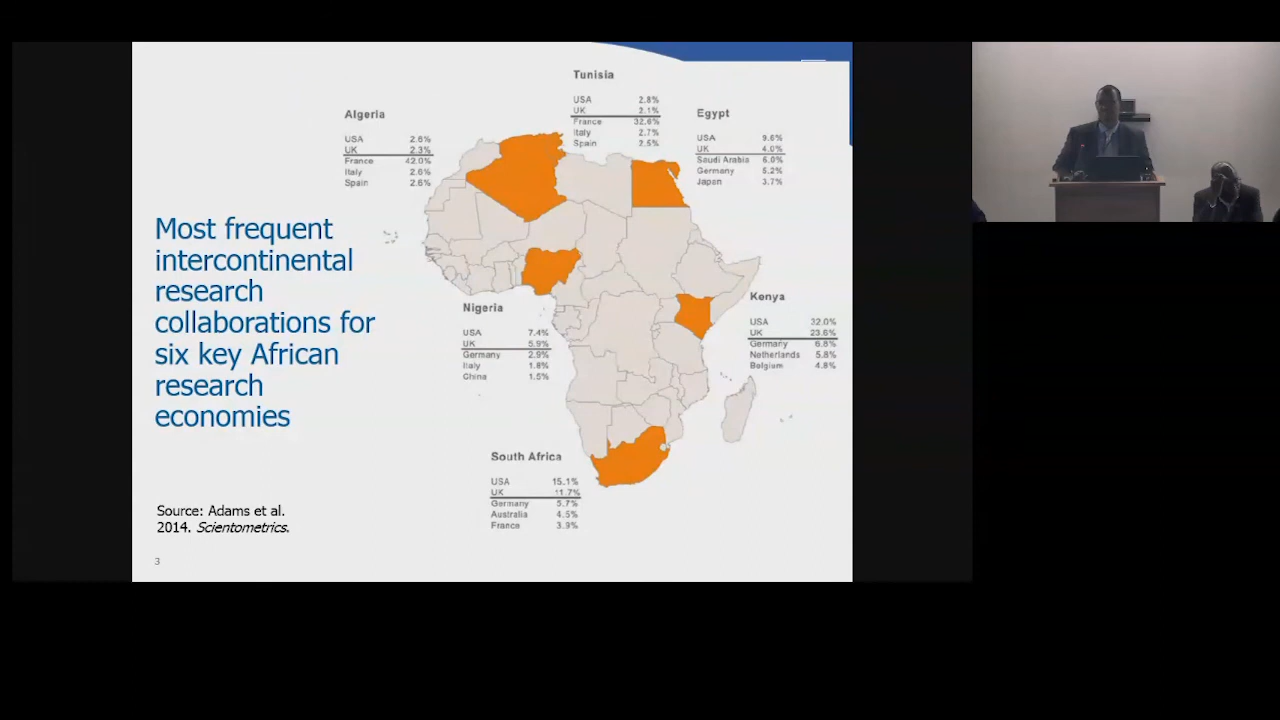 Most frequent
intercontinental
research
collaborations for
six key African
research
economies
Source: Adams et al.
2014. Scientometrics.
3
Algeria
USA 2.6%
UK 2.3%
France 42.0%
Italy 2.6%
Spain 2.6%
Tunisia
USA 2.8%
UK 2.1%
France 32.6%
Italy 2.7%
Spain 2.5%
Egypt
USA 9.6%
UK 4.0%
Saudi Arabia 6.0%
Germany 5.2%
Japan 3.7%
Nigeria
USA 7.4%
UK 5.9%
Germany 2.9%
Italy 1.8%
China 1.5%
Kenya
USA 32.0%
UK 23.6%
Germany 6.8%
Netherlands 5.8%
Belgium 4.8%
South Africa
USA 15.1%
UK 11.7%
Germany 5.7%
Australia 4.5%
France 3.9%